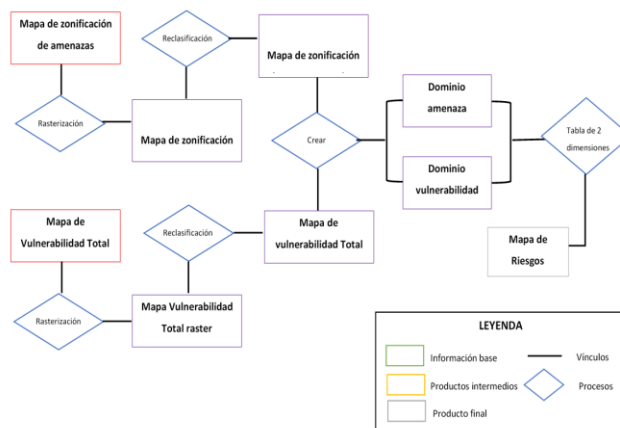 Mapa de zonificación
de amenazas
Rasterización
Mapa de zonificación
Reclasificación
Mapa de zonificación
Crear
Dominio
amenaza
Dominio
vulnerabilidad
Tabla de 2
dimensiones
Mapa de
Riesgos
Mapa de
Vulnerabilidad Total
Rasterización
Mapa Vulnerabilidad
Total raster
Reclasificación
Mapa de
vulnerabilidad Total
LEYENDA
Información base
Vínculos
Productos intermedios
Procesos
Producto final